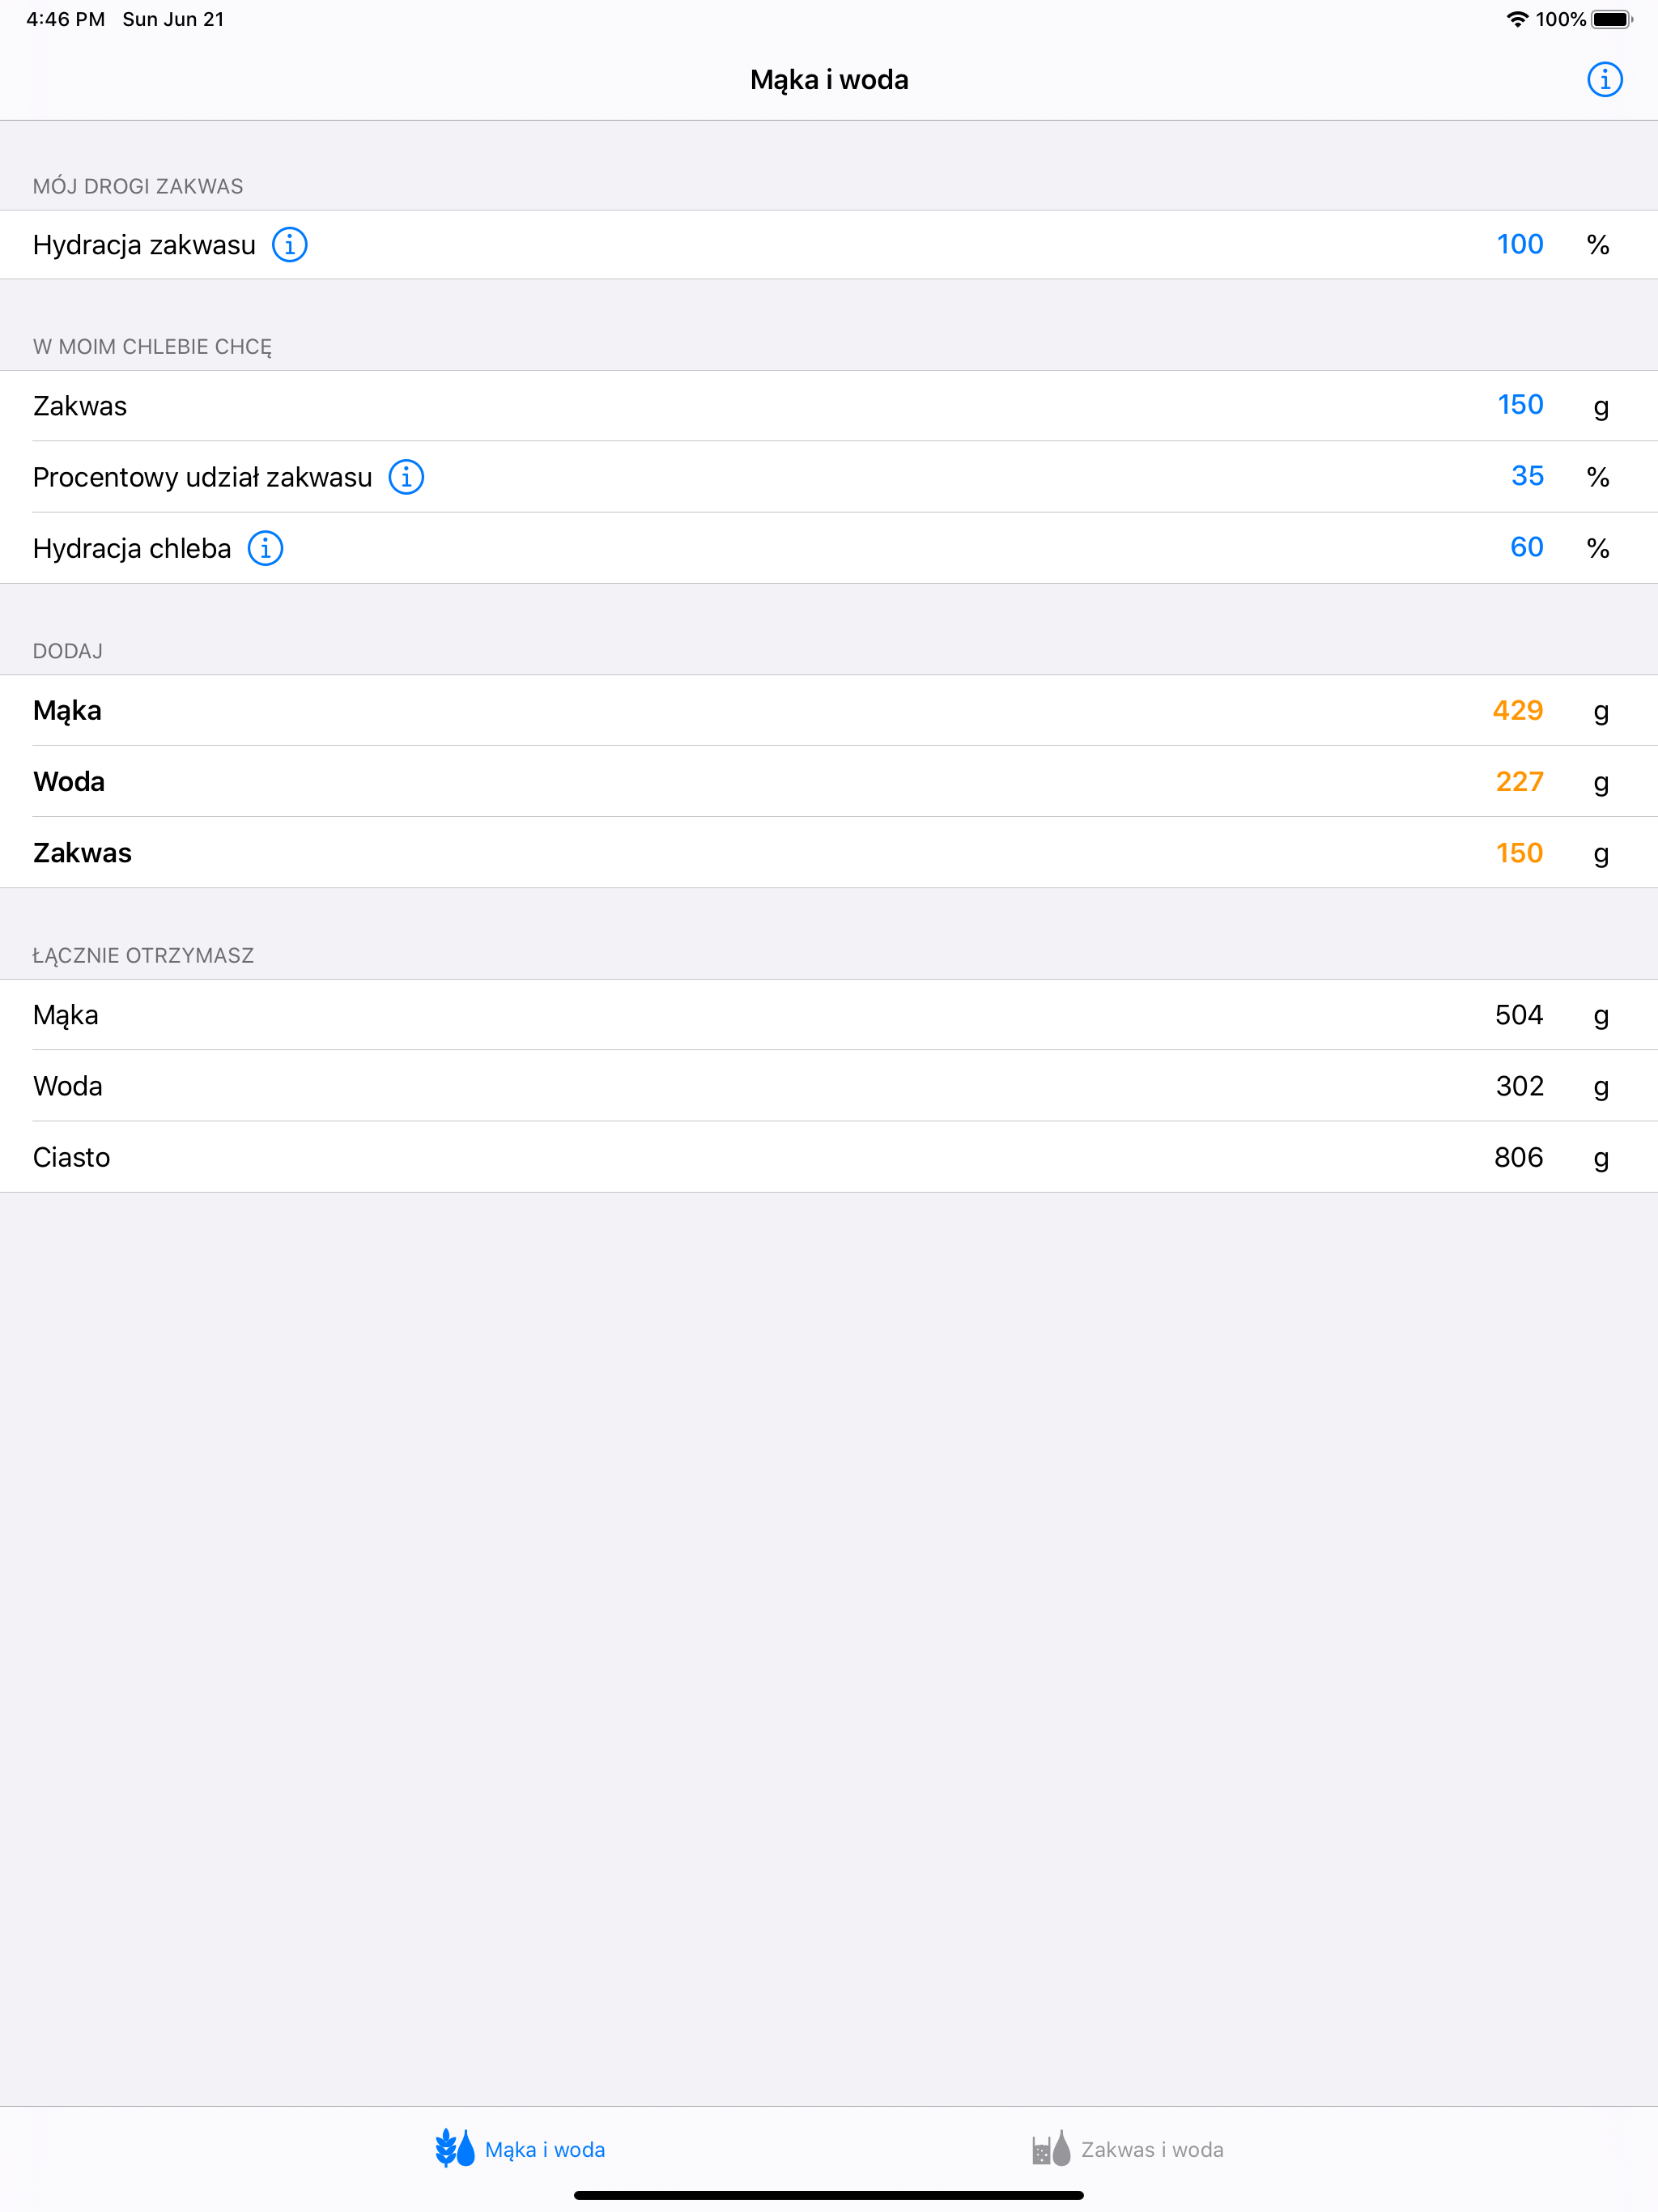 4:46 PM Sun Jun 21 100%
Mąka i woda
MÓJ DROGI ZAKWAS
Hydracja zakwasu 100 %
W MOIM CHLEBIE CHCĘ
Zakwas 150 g
Procentowy udział zakwasu 35 %
Hydracja chleba 60 %
DODAJ
Mąka 429 g
Woda 227 g
Zakwas 150 g
ŁĄCZNIE OTRZYMASZ
Mąka 504 g
Woda 302 g
Ciasto 806 g
Mąka i woda Zakwas i woda